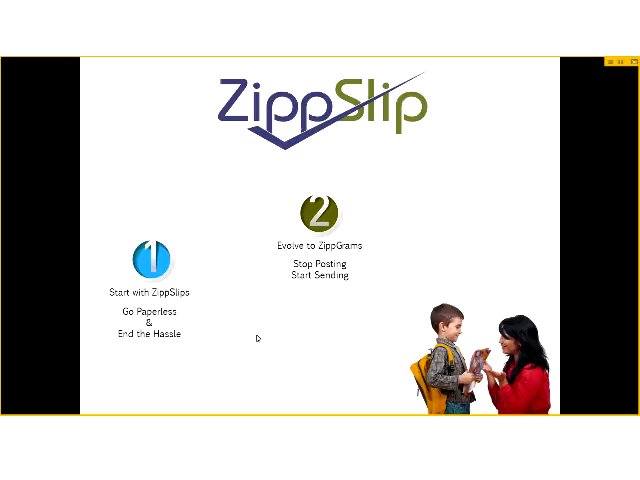 ZippSlip
1
Start with ZippSlips
Go Paperless
&
End the Hassle
2
Evolve to ZippGrams
Stop Posting
Start Sending